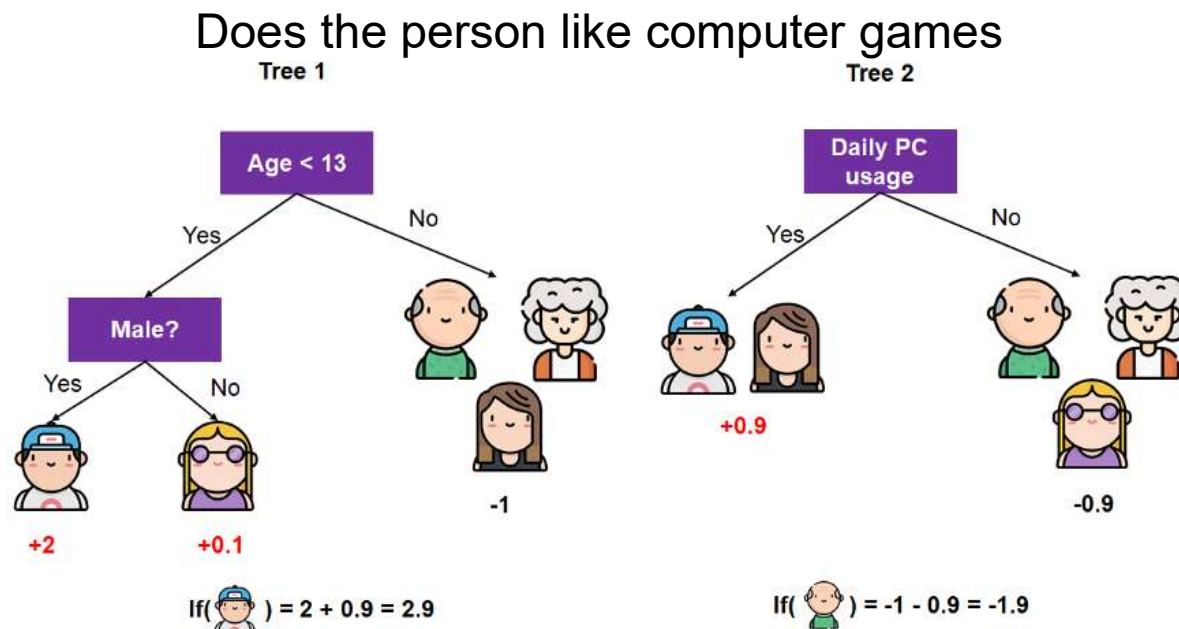 Does the person like computer games
Tree 1
Tree 2
Age < 13
Daily PC
usage
Yes
No
Yes
No
Male?
Yes
No
+0.9
-1
-0.9
+2
+0.1
If( ) = 2 + 0.9 = 2.9
If( ) = -1 - 0.9 = -1.9